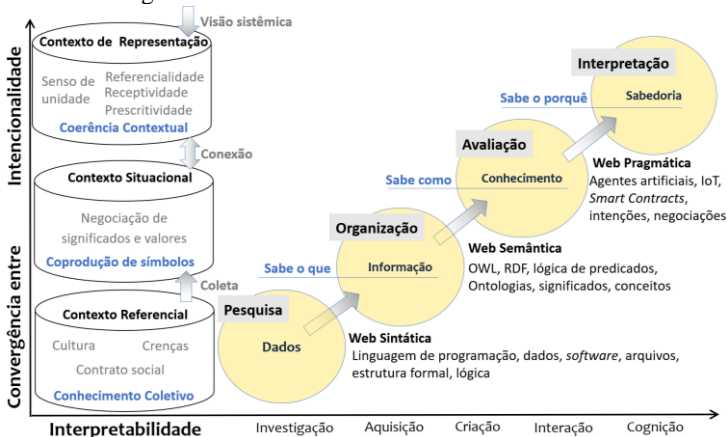 Visão sistêmica
Contexto de Representação
Senso de
unidade
Referencialidade
Receptividade
Prescritividade
Coerência Contextual
Conexão
Contexto Situacional
Negociação de
significados e valores
Coprodução de símbolos
Coleta
Contexto Referencial
Cultura Crenças
Contrato social
Conhecimento Coletivo
Convergência entre Intencionalidade
Interpretabilidade
Pesquisa
Dados
Sabe o que
Organização
Informação
Sabe como
Avaliação
Conhecimento
Sabe o porquê
Interpretação
Sabedoria
Web Sintática
Linguagem de programação, dados, software, arquivos,
estrutura formal, lógica
Web Semântica
OWL, RDF, lógica de predicados,
Ontologias, significados, conceitos
Web Pragmática
Agentes artificiais, IoT,
Smart Contracts,
intenções, negociações
Investigação Aquisição Criação Interação Cognição